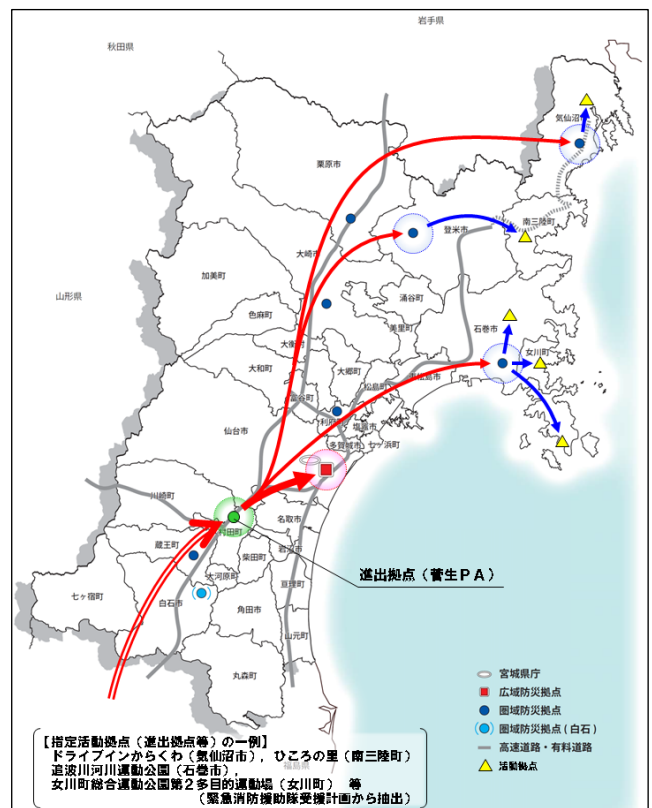 岩手県
秋田県
気仙沼市
栗原市
南三陸町
登米市
大崎市
加美町
山形県
涌谷町
色麻町
石巻市
美里町
大衡村
女川町
大和町
大郷町
松島町
東松島市
富谷町
利府町
塩竈市
仙台市
多賀城市
七ヶ浜町
川崎町
名取市
村田町
蔵王町
岩沼市
柴田町
大河原町
進出拠点(菅生PA)
七ヶ宿町
亘理町
白石市
角田市
山元町
丸森町
宮城県庁
広域防災拠点
圏域防災拠点
圏域防災拠点(白石)
高速道路・有料道路
活動拠点
【指定活動拠点(進出拠点等)の一例】
ドライブインからくわ(気仙沼市),ひころの里(南三陸町)
追波川河川運動公園(石巻市),
福島県
女川町総合運動公園第2多目的運動場(女川町) 等
(緊急消防援助隊受援計画から抽出)